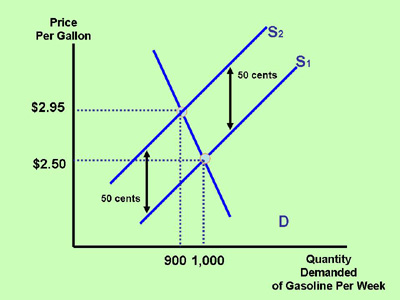 Price
Per Gallon
S2
S1
50 cents
$2.95
$2.50
50 cents
D
900 1,000
Quantity
Demanded
of Gasoline Per Week